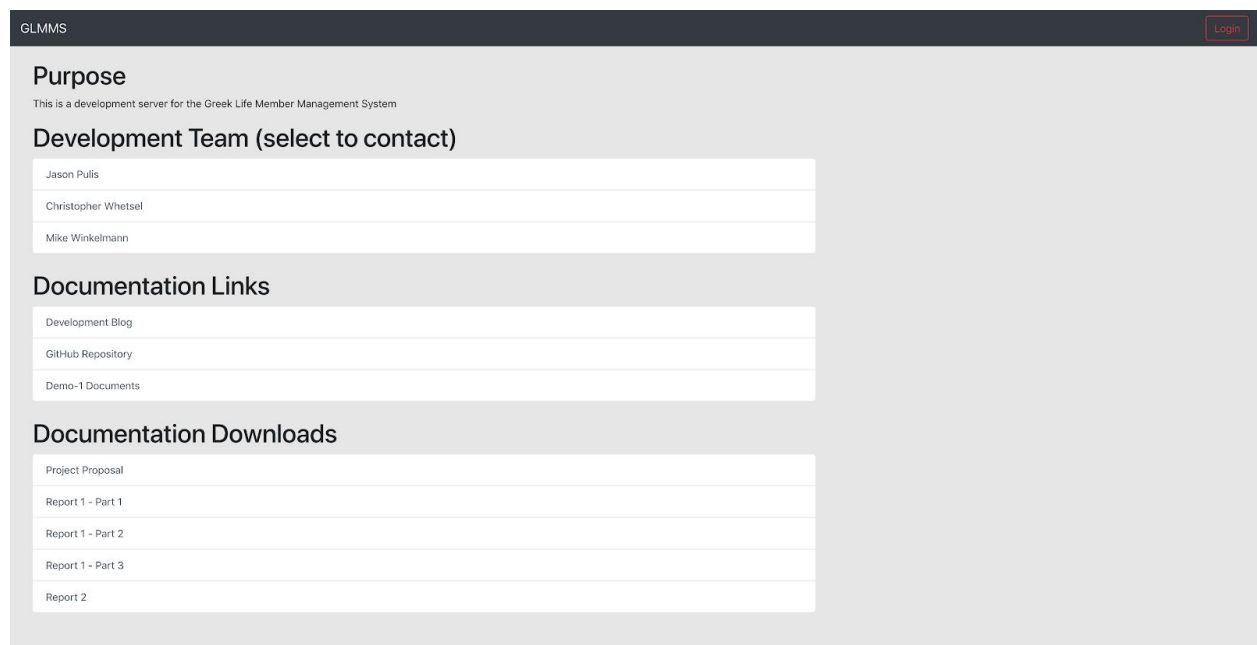 GLMMS
Login
Purpose
This is a development server for the Greek Life Member Management System
Development Team (select to contact)
Jason Pulis
Christopher Whetsel
Mike Winkelmann
Documentation Links
Development Blog
GitHub Repository
Demo-1 Documents
Documentation Downloads
Project Proposal
Report 1 - Part 1
Report 1 - Part 2
Report 1 - Part 3
Report 2